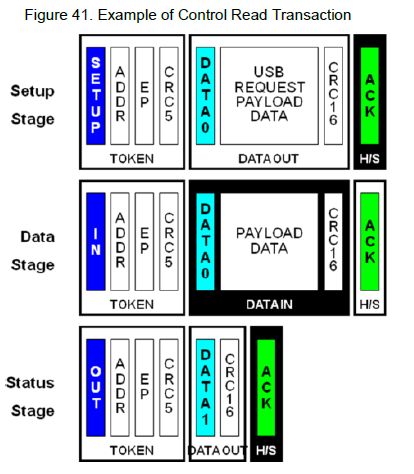 Figure 41. Example of Control Read Transaction
Setup
Stage
SETUP
ADDR
EP
CRC5
TOKEN
DATA0
USB
REQUEST
PAYLOAD
DATA
CRC16
DATA OUT
ACK
H/S
Data
Stage
IN
ADDR
EP
CRC5
TOKEN
DATA0
PAYLOAD
DATA
CRC16
DATA IN
ACK
H/S
Status
Stage
OUT
ADDR
EP
CRC5
TOKEN
DATA1
CRC16
DATA OUT
ACK
H/S